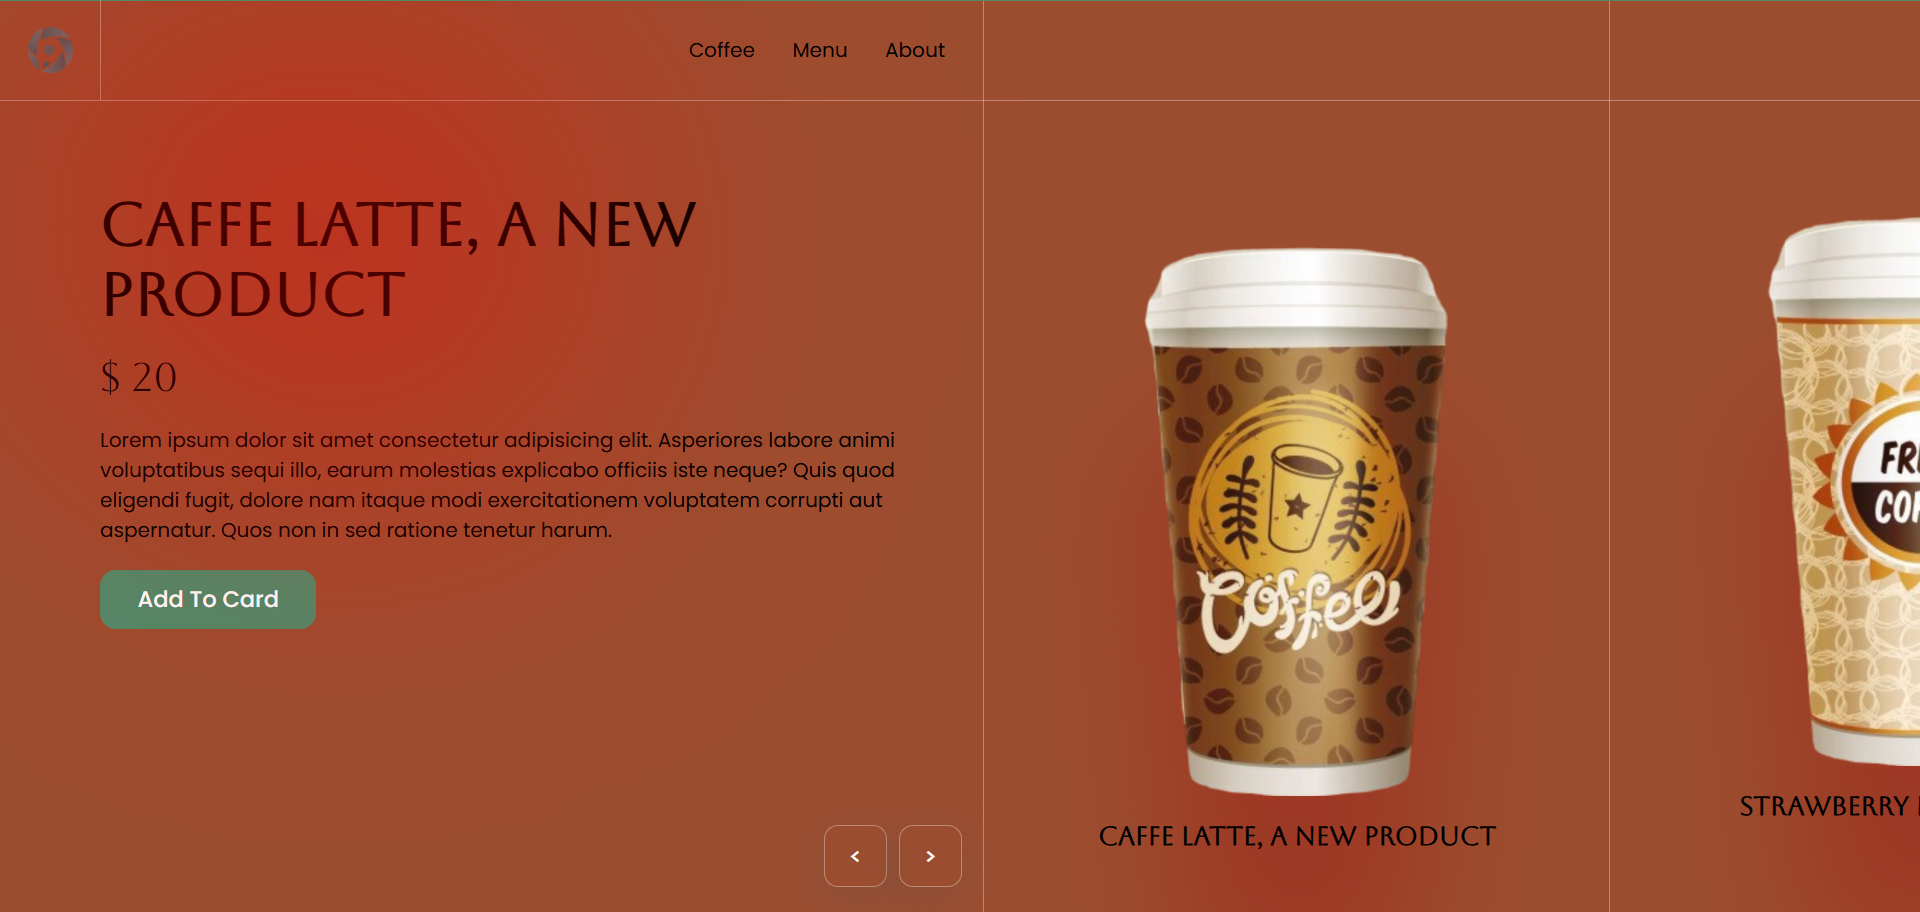 Coffee Menu About
CAFFE LATTE, A NEW
PRODUCT
$ 20
Lorem ipsum dolor sit amet consectetur adipisicing elit. Asperiores labore animi
voluptatibus sequi illo, earum molestias explicabo officiis iste neque? Quis quod
eligendi fugit, dolore nam itaque modi exercitationem voluptatem corrupti aut
aspernatur. Quos non in sed ratione tenetur harum.
Add To Card
< >
Coffee
CAFFE LATTE, A NEW PRODUCT
STRAWBERRY